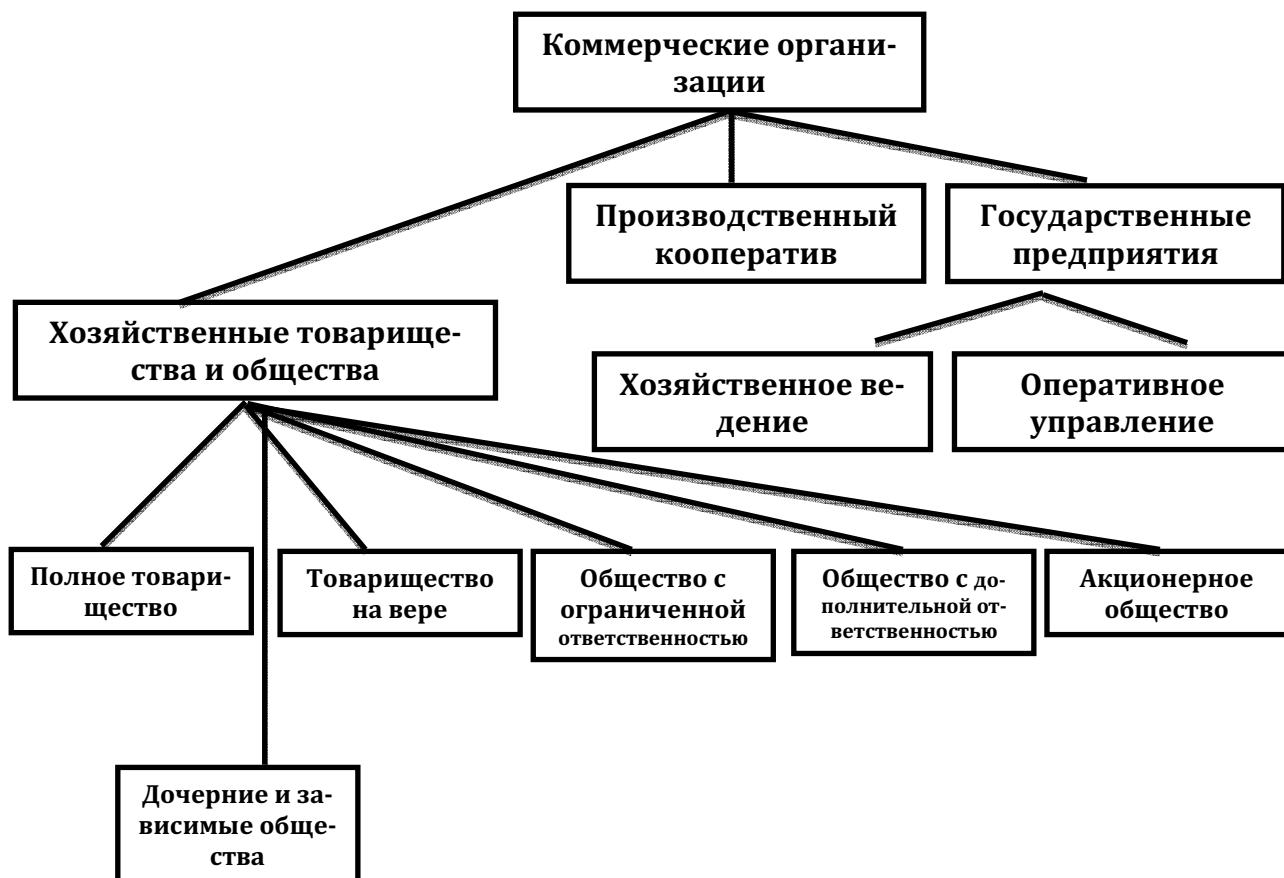 Коммерческие органи-
зации
Производственный
кооператив
Государственные
предприятия
Хозяйственные товарище-
ства и общества
Хозяйственное ве-
дение
Оперативное
управление
Полное товари-
щество
Товарищество
на вере
Общество с
ограниченной
ответственностью
Общество с до-
полнительной от-
ветственностью
Акционерное
общество
Дочерние и за-
висимые обще-
ства